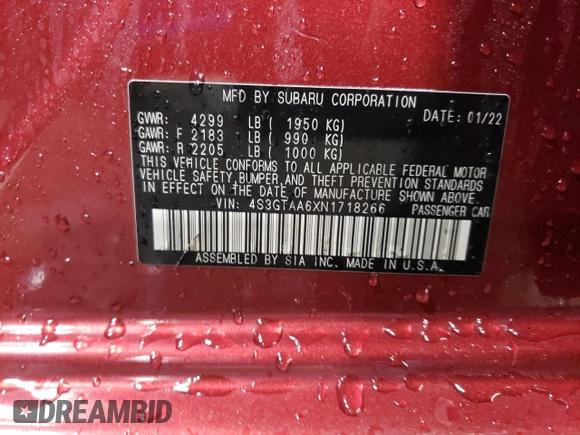 MFD BY SUBARU CORPORATION
DATE: 01/22
GVWR: 4299 LB ( 1950 KG)
GAWR: F 2183 LB ( 990 KG)
GAWR: R 2205 LB ( 1000 KG)
THIS VEHICLE CONFORMS TO ALL APPLICABLE FEDERAL MOTOR
VEHICLE SAFETY, BUMPER, AND THEFT PREVENTION STANDARDS
IN EFFECT ON THE DATE OF MANUFACTURE SHOWN ABOVE.
VIN: 4S3GTAA6XN1718266 PASSENGER CAR
ASSEMBLED BY SIA INC. MADE IN U.S.A.
DREAMBID